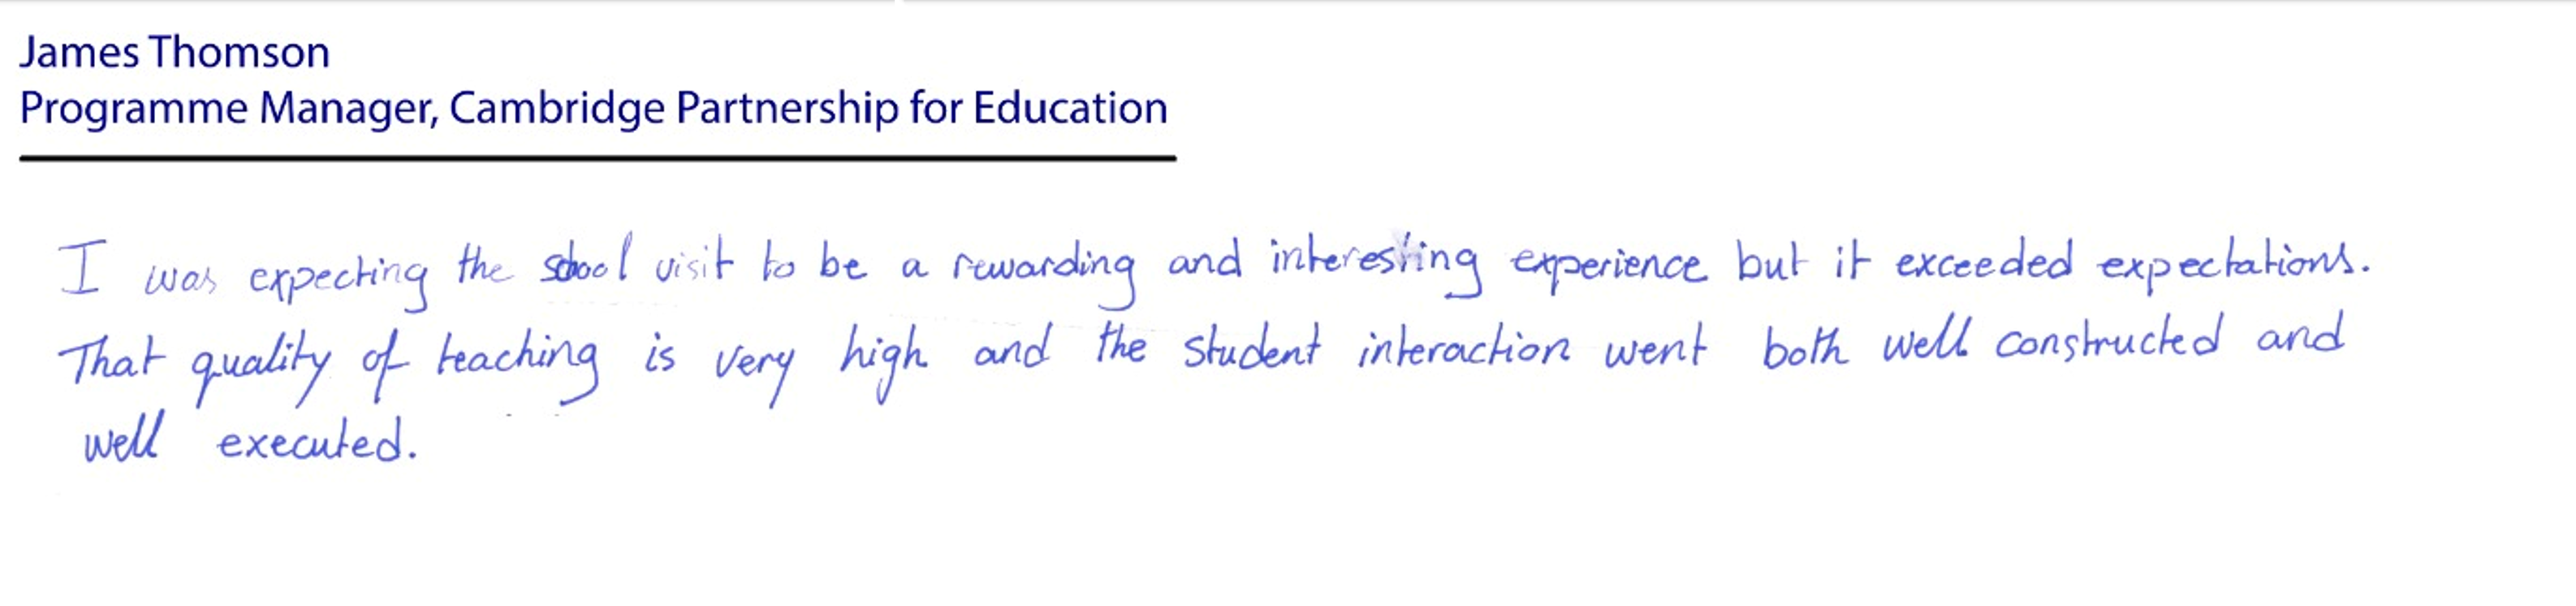 James Thomson
Programme Manager, Cambridge Partnership for Education
I was expecting the school visit to be a rewarding and interesting experience but it exceeded expectations.
That quality of teaching is very high and the student interaction went both well constructed and
well executed.